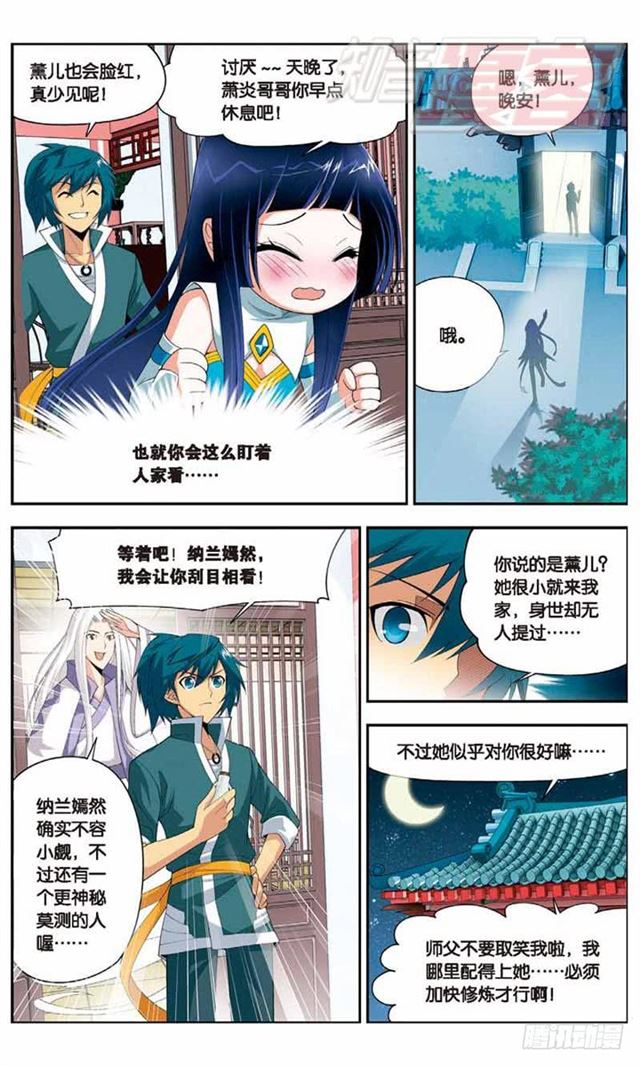 薰儿也会脸红，
真少见呢！
讨厌～～天晚了，
萧炎哥哥你早点
休息吧！
也就你会这么盯着
人家看……
嗯，薰儿，
晚安！
哦。
等着吧！纳兰嫣然，
我会让你刮目相看！
纳兰嫣然
确实不容
小觑，不
过还有一
个更神秘
莫测的人
喔……
你说的是薰儿？
她很小就来我
家，身世却无
人提过……
不过她似乎对你很好嘛……
师父不要取笑我啦，我
哪里配得上她……必须
加快修炼才行啊！
知音漫客
腾讯动漫